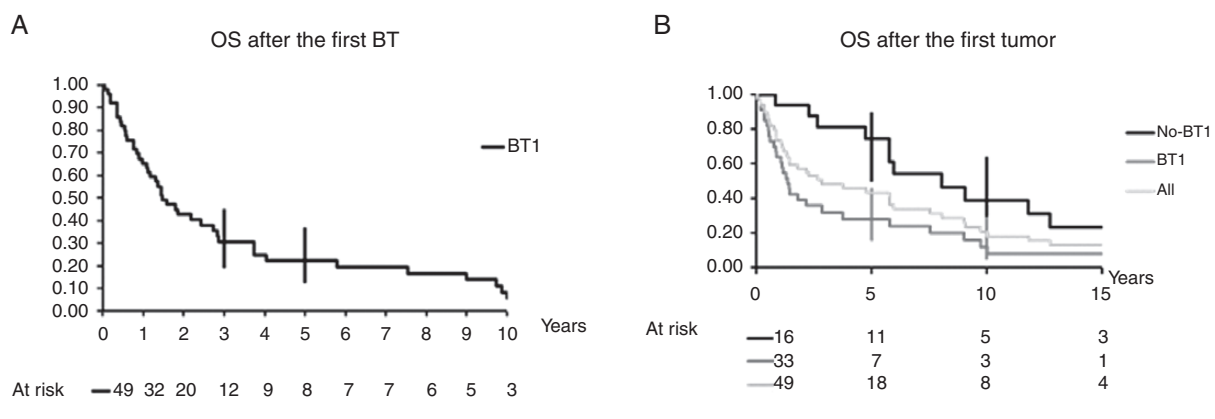 A
OS after the first BT
1.00
0.90
0.80
0.70
0.60
0.50
0.40
0.30
0.20
0.10
0.00
BT1
0 1 2 3 4 5 6 7 7 8 9 10 Years
At risk 49 32 20 12 9 8 7 7 6 5 3
B
OS after the first tumor
1.00
0.80
0.60
0.40
0.20
0.00
No-BT1
BT1
All
Years
0 5 10 15
At risk
16 11 5 3
33 7 3 1
49 18 8 4